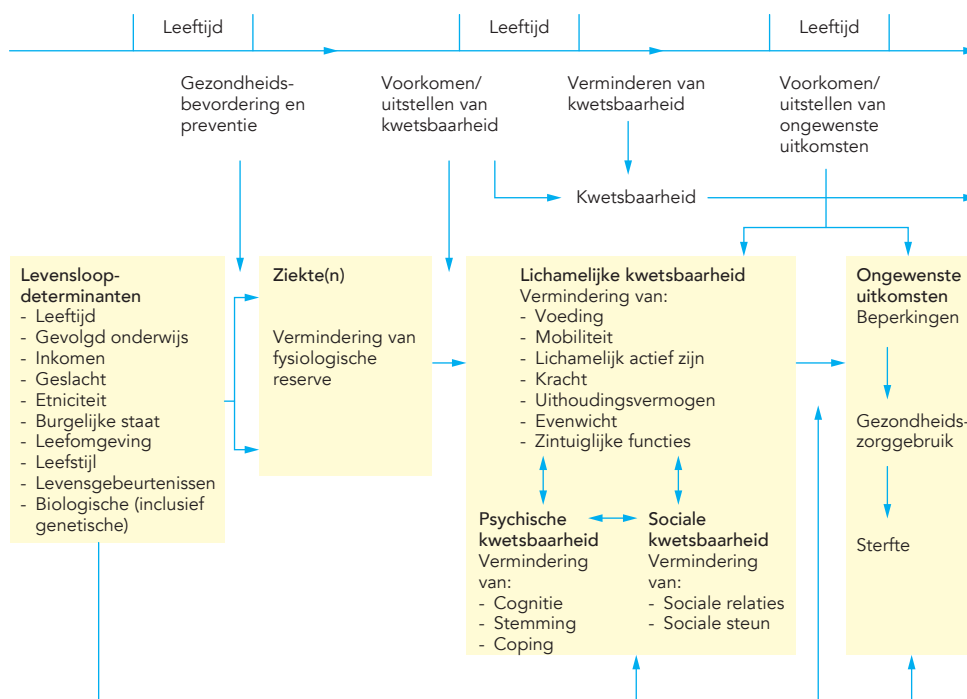 Leeftijd
Leeftijd
Leeftijd
Gezondheids-
bevordering en
preventie
Voorkomen/
uitstellen van
kwetsbaarheid
Verminderen van
kwetsbaarheid
Voorkomen/
uitstellen van
ongewenste
uitkomsten
Kwetsbaarheid
Levensloop-
determinanten
- Leeftijd
- Gevolgd onderwijs
- Inkomen
- Geslacht
- Etniciteit
- Burgelijke staat
- Leefomgeving
- Leefstijl
- Levensgebeurtenissen
- Biologische (inclusief
genetische)
Ziekte(n)
Vermindering van
fysiologische
reserve
Lichamelijke kwetsbaarheid
Vermindering van:
- Voeding
- Mobiliteit
- Lichamelijk actief zijn
- Kracht
- Uithoudingsvermogen
- Evenwicht
- Zintuiglijke functies
Psychische
kwetsbaarheid
Vermindering
van:
- Cognitie
- Stemming
- Coping
Sociale
kwetsbaarheid
Vermindering
van:
- Sociale relaties
- Sociale steun
Ongewenste
uitkomsten
Beperkingen
Gezondheids-
zorggebruik
Sterfte